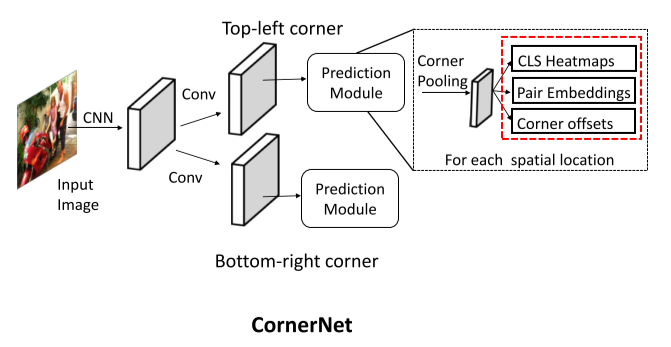 Top-left corner
CNN
Input
Image
Conv
Conv
Prediction
Module
Prediction
Module
Corner
Pooling
CLS Heatmaps
Pair Embeddings
Corner offsets
For each spatial location
Bottom-right corner
CornerNet